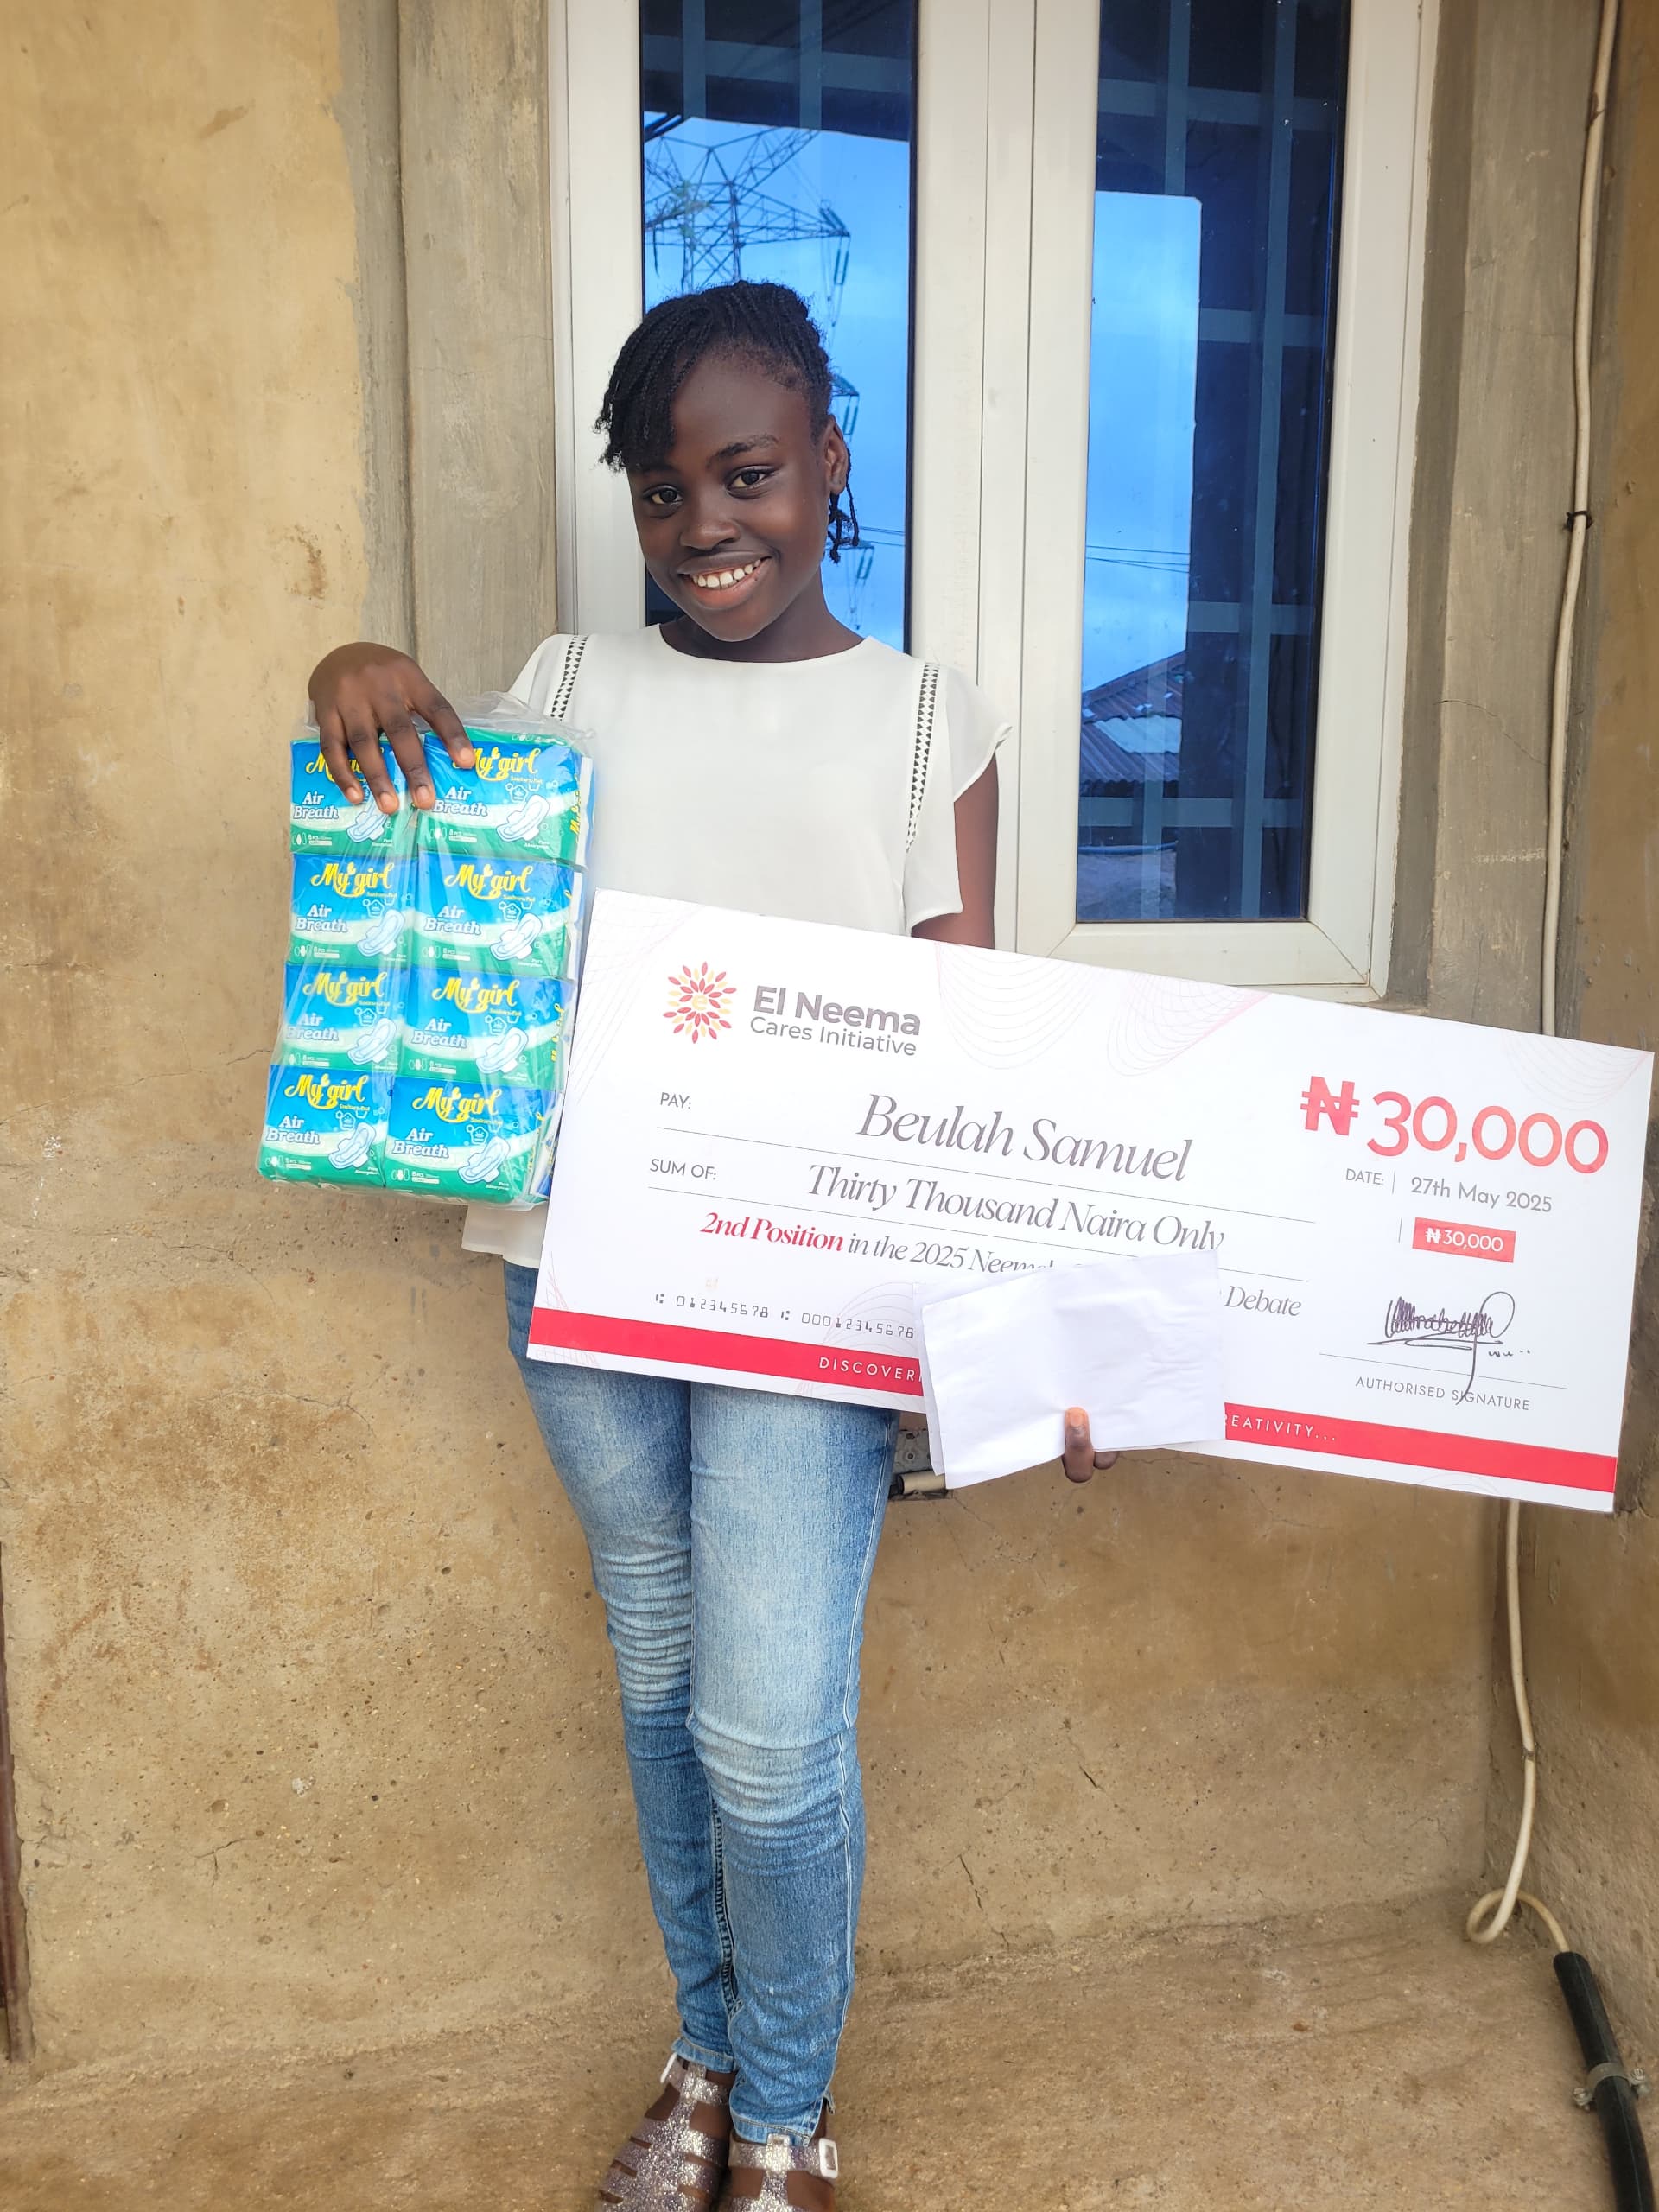 My girl
Air
Breath
My girl
Air
Breath
My girl
Air
Breath
My girl
Air
Breath
My girl
Air
Breath
My girl
Air
Breath
My girl
Air
Breath
My girl
Air
Breath
El Neema
Cares Initiative
₦30,000
PAY: Beulah Samuel
DATE: 27th May 2025
SUM OF: Thirty Thousand Naira Only
₦30,000
2nd Position in the 2025 Debate
⑆ 012345678 ⑆ 00012345678
AUTHORISED SIGNATURE